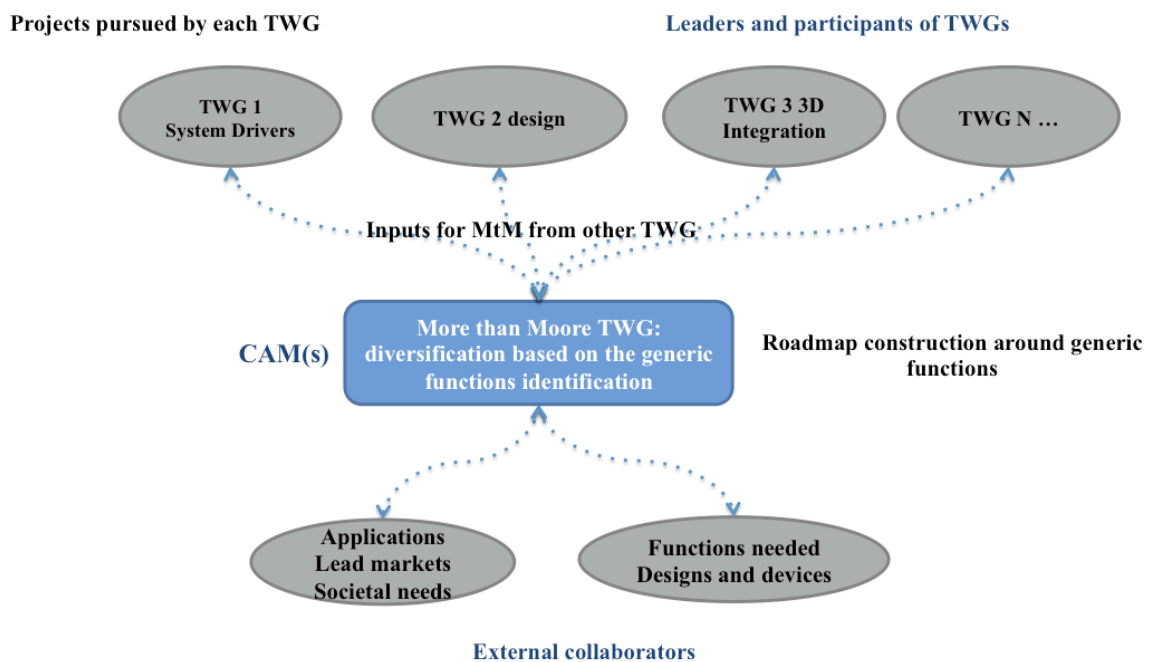 Projects pursued by each TWG
Leaders and participants of TWGs
TWG 1
System Drivers
TWG 2 design
TWG 3 3D
Integration
TWG N ...
Inputs for MtM from other TWG
CAM(s)
More than Moore TWG:
diversification based on the generic
functions identification
Roadmap construction around generic
functions
Applications
Lead markets
Societal needs
Functions needed
Designs and devices
External collaborators